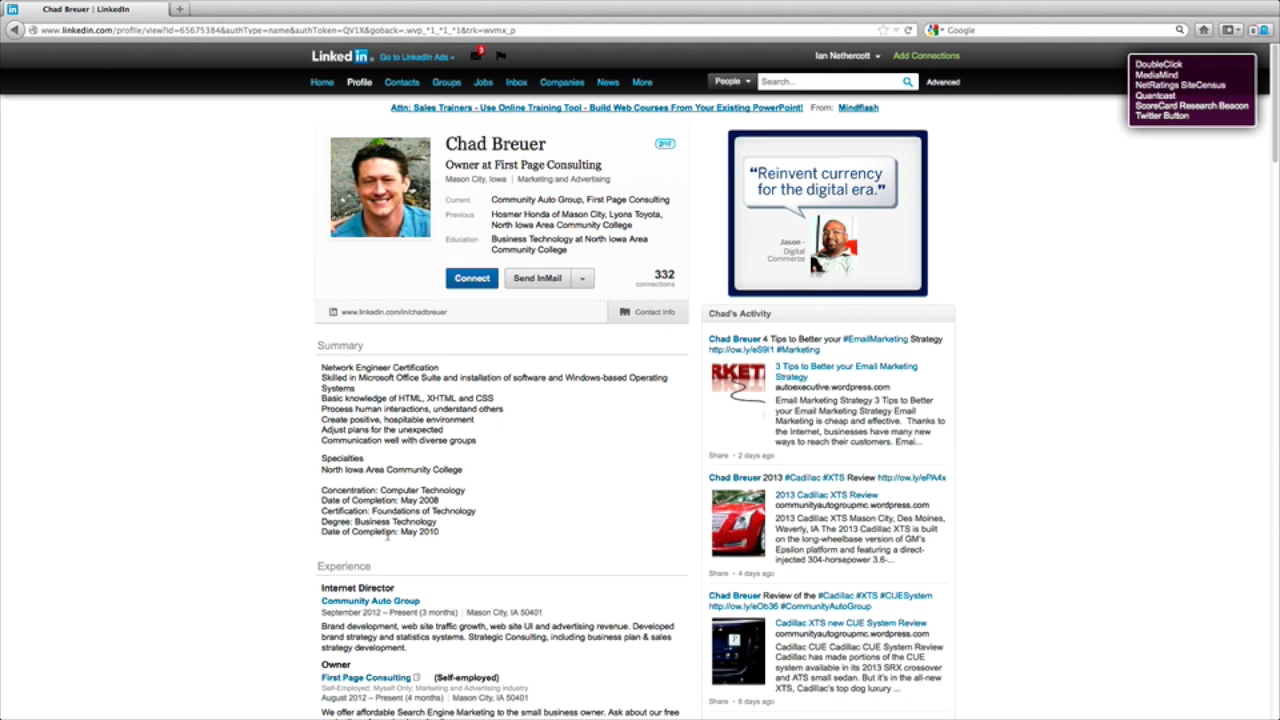 Chad Breuer | LinkedIn
www.linkedin.com/profile/view?id=65675384&authType=name&authToken=QV1X&goback=.wvp_*1_*1_*1&trk=wvmx_p
Google
Linked in
Go to LinkedIn Ads »
3
Ian Nethercott
Add Connections
Home Profile Contacts Groups Jobs Inbox Companies News More
People
Search...
Advanced
DoubleClick
MediaMind
NetRatings SiteCensus
Quantcast
ScoreCard Research Beacon
Twitter Button
Attn: Sales Trainers - Use Online Training Tool - Build Web Courses From Your Existing PowerPoint! From: Mindflash
Chad Breuer
2nd
Owner at First Page Consulting
Mason City, Iowa | Marketing and Advertising
Current Community Auto Group, First Page Consulting
Previous Hosmer Honda of Mason City, Lyons Toyota,
North Iowa Area Community College
Education Business Technology at North Iowa Area
Community College
Connect
Send InMail
332
connections
www.linkedin.com/in/chadbreuer
Contact Info
Summary
Network Engineer Certification
Skilled in Microsoft Office Suite and installation of software and Windows-based Operating
Systems
Basic knowledge of HTML, XHTML and CSS
Process human interactions, understand others
Create positive, hospitable environment
Adjust plans for the unexpected
Communication well with diverse groups
Specialties
North Iowa Area Community College
Concentration: Computer Technology
Date of Completion: May 2008
Certification: Foundations of Technology
Degree: Business Technology
Date of Completion: May 2010
Experience
Internet Director
Community Auto Group
September 2012 – Present (3 months) | Mason City, IA 50401
Brand development, web site traffic growth, web site UI and advertising revenue. Developed
brand strategy and statistics systems. Strategic Consulting, including business plan & sales
strategy development.
Owner
First Page Consulting (Self-employed)
Self-Employed; Myself Only; Marketing and Advertising industry
August 2012 – Present (4 months) | Mason City, IA 50401
We offer affordable Search Engine Marketing to the small business owner. Ask about our free
"Reinvent currency
for the digital era."
Jason -
Digital
Commerce
Chad's Activity
Chad Breuer 4 Tips to Better your #EmailMarketing Strategy
http://ow.ly/eS9l1 #Marketing
RKET
3 Tips to Better your Email Marketing
Strategy
autoexecutive.wordpress.com
Email Marketing Strategy 3 Tips to Better
your Email Marketing Strategy Email
Marketing is cheap and effective. Thanks to
the Internet, businesses have many new
ways to reach their customers. Emai...
Share • 2 days ago
Chad Breuer 2013 #Cadillac #XTS Review http://ow.ly/ePA4x
2013 Cadillac XTS Review
communityautogroupmc.wordpress.com
2013 Cadillac XTS Mason City, Des Moines,
Waverly, IA The 2013 Cadillac XTS is built
on the long-wheelbase version of GM's
Epsilon platform and featuring a direct-
injected 304-horsepower 3.6-...
Share • 4 days ago
Chad Breuer Review of the #Cadillac #XTS #CUESystem
http://ow.ly/eOb36 #CommunityAutoGroup
Cadillac XTS new CUE System Review
communityautogroupmc.wordpress.com
Cadillac CUE Cadillac CUE System Review
Cadillac has made portions of the CUE
system available in its 2013 SRX crossover
and ATS small sedan. But it's in the all-new
XTS, Cadillac's top dog luxury ...
Share • 6 days ago